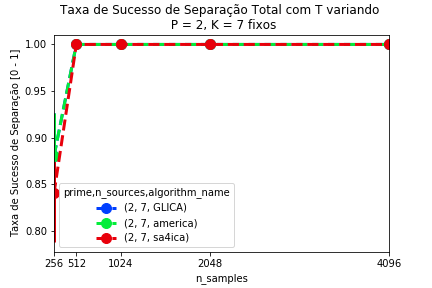 Taxa de Sucesso de Separação Total com T variando
P = 2, K = 7 fixos
Taxa de Sucesso de Separação [0 - 1]
1.00
0.95
0.90
0.85
0.80
prime,n_sources,algorithm_name
(2, 7, GLICA)
(2, 7, america)
(2, 7, sa4ica)
256 512 1024 2048 4096
n_samples